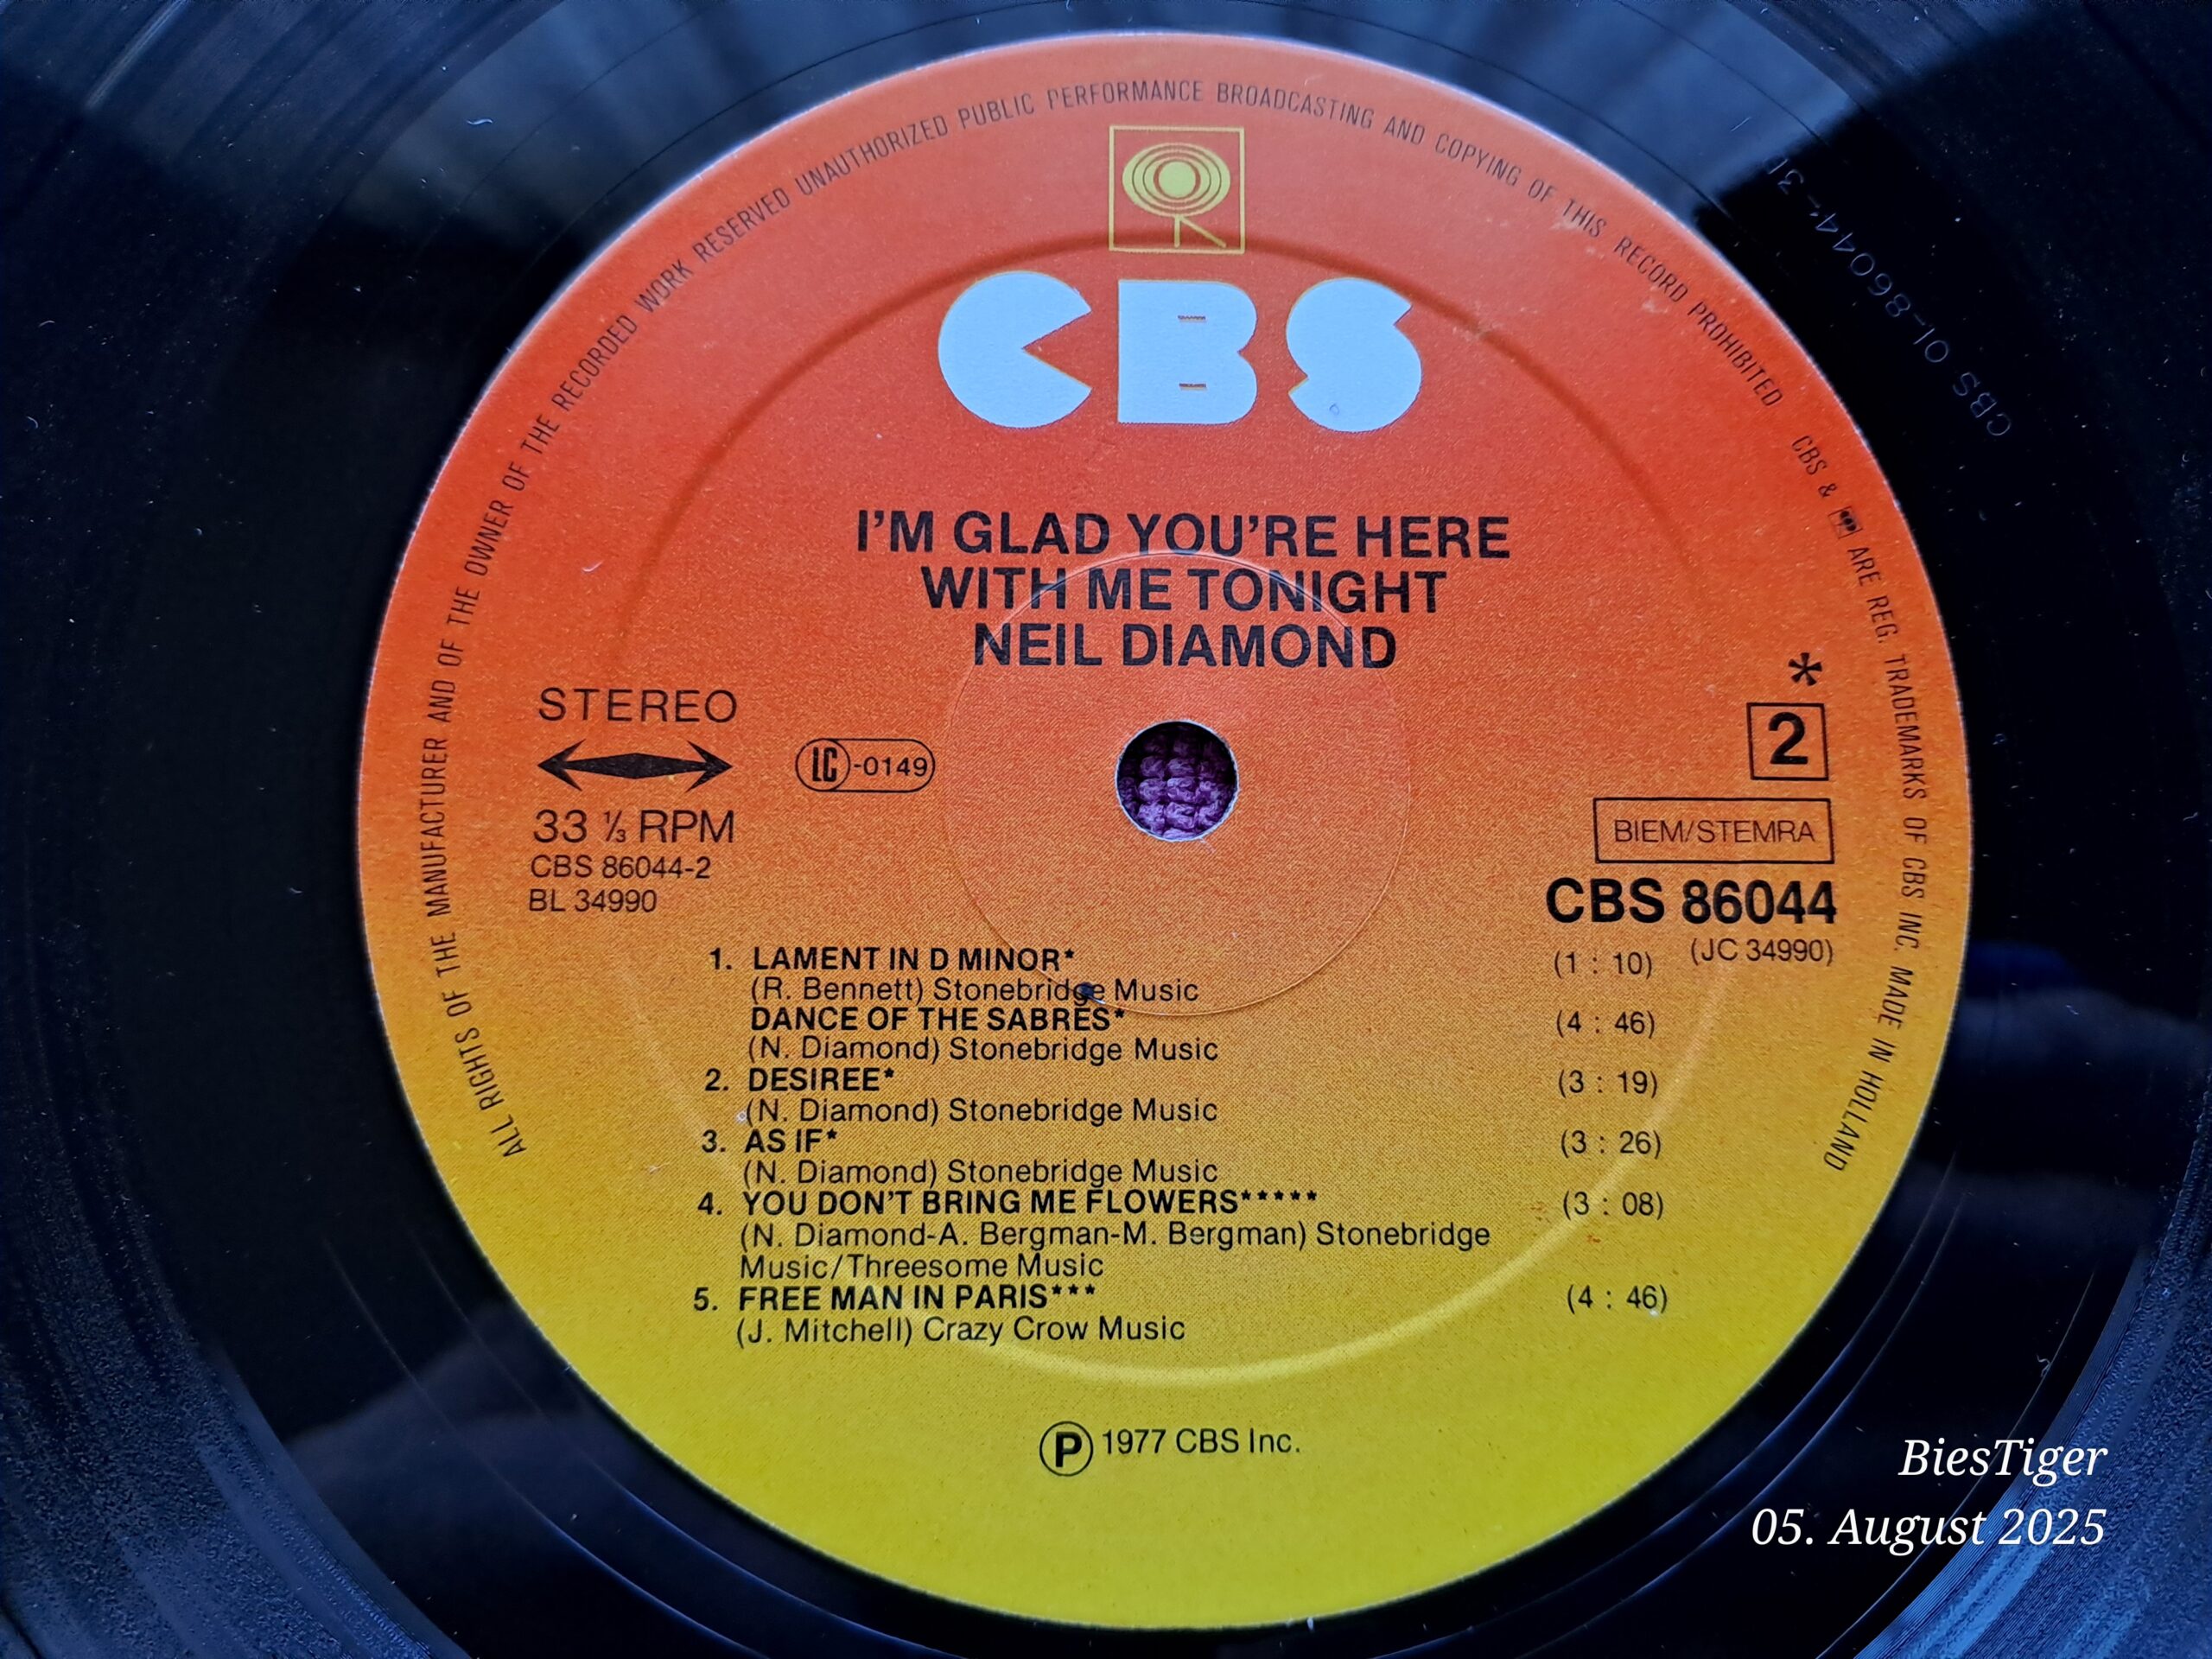 ALL RIGHTS OF THE MANUFACTURER AND OF THE OWNER OF THE RECORDED WORK RESERVED UNAUTHORIZED PUBLIC PERFORMANCE BROADCASTING AND COPYING OF THIS RECORD PROHIBITED
CBS & ARE REG. TRADEMARKS OF CBS INC. MADE IN HOLLAND
CBS
I'M GLAD YOU'RE HERE
WITH ME TONIGHT
NEIL DIAMOND
STEREO
LC-0149
33 ⅓ RPM
CBS 86044-2
BL 34990
*
2
BIEM/STEMRA
CBS 86044
(JC 34990)
1. LAMENT IN D MINOR* (1 : 10)
(R. Bennett) Stonebridge Music
DANCE OF THE SABRES* (4 : 46)
(N. Diamond) Stonebridge Music
2. DESIREE* (3 : 19)
(N. Diamond) Stonebridge Music
3. AS IF* (3 : 26)
(N. Diamond) Stonebridge Music
4. YOU DON'T BRING ME FLOWERS***** (3 : 08)
(N. Diamond-A. Bergman-M. Bergman) Stonebridge
Music/Threesome Music
5. FREE MAN IN PARIS*** (4 : 46)
(J. Mitchell) Crazy Crow Music
Ⓟ 1977 CBS Inc.
CBS 01-86044-
BiesTiger
05. August 2025